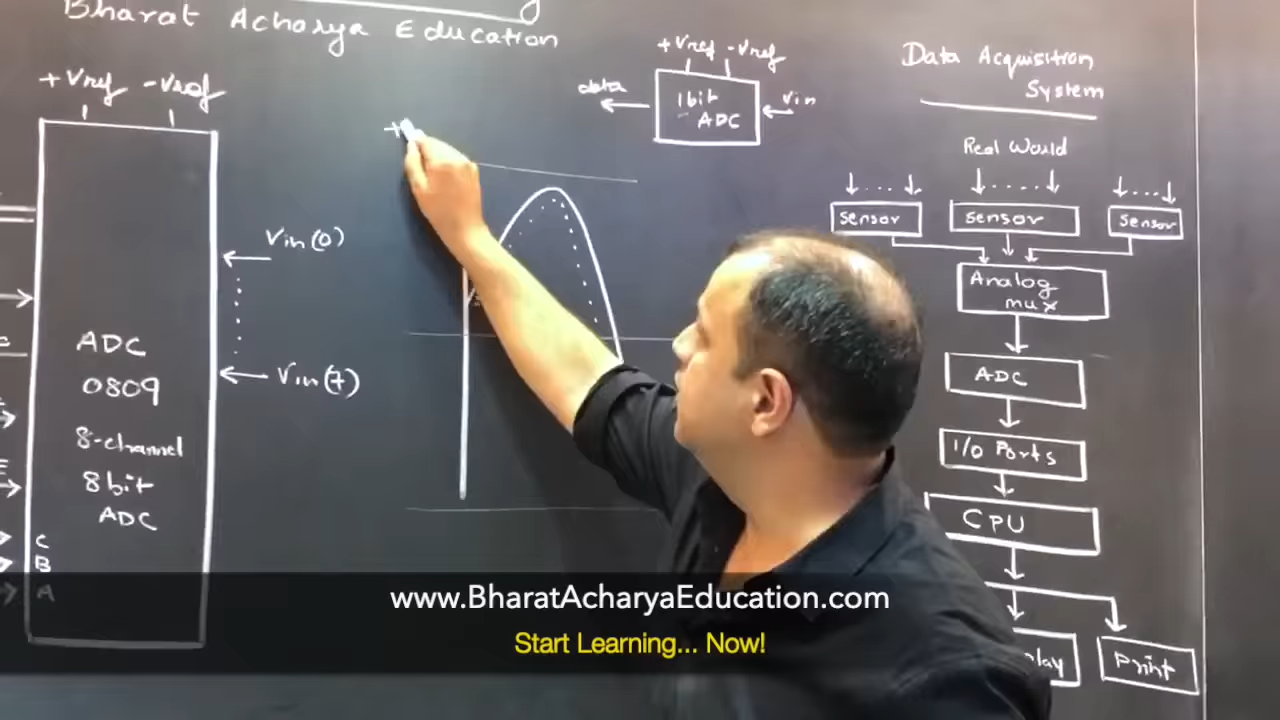 Bharat Acharya Education
+Vref -Vref
ADC
0809
8-channel
8bit
ADC
C
B
A
Vin(0)
Vin(7)
+
+Vref -Vref
data
1bit
ADC
Vin
Data Acquisition
System
Real World
Sensor Sensor Sensor
Analog
mux
ADC
I/O Ports
CPU
Print
www.BharatAcharyaEducation.com
Start Learning... Now!